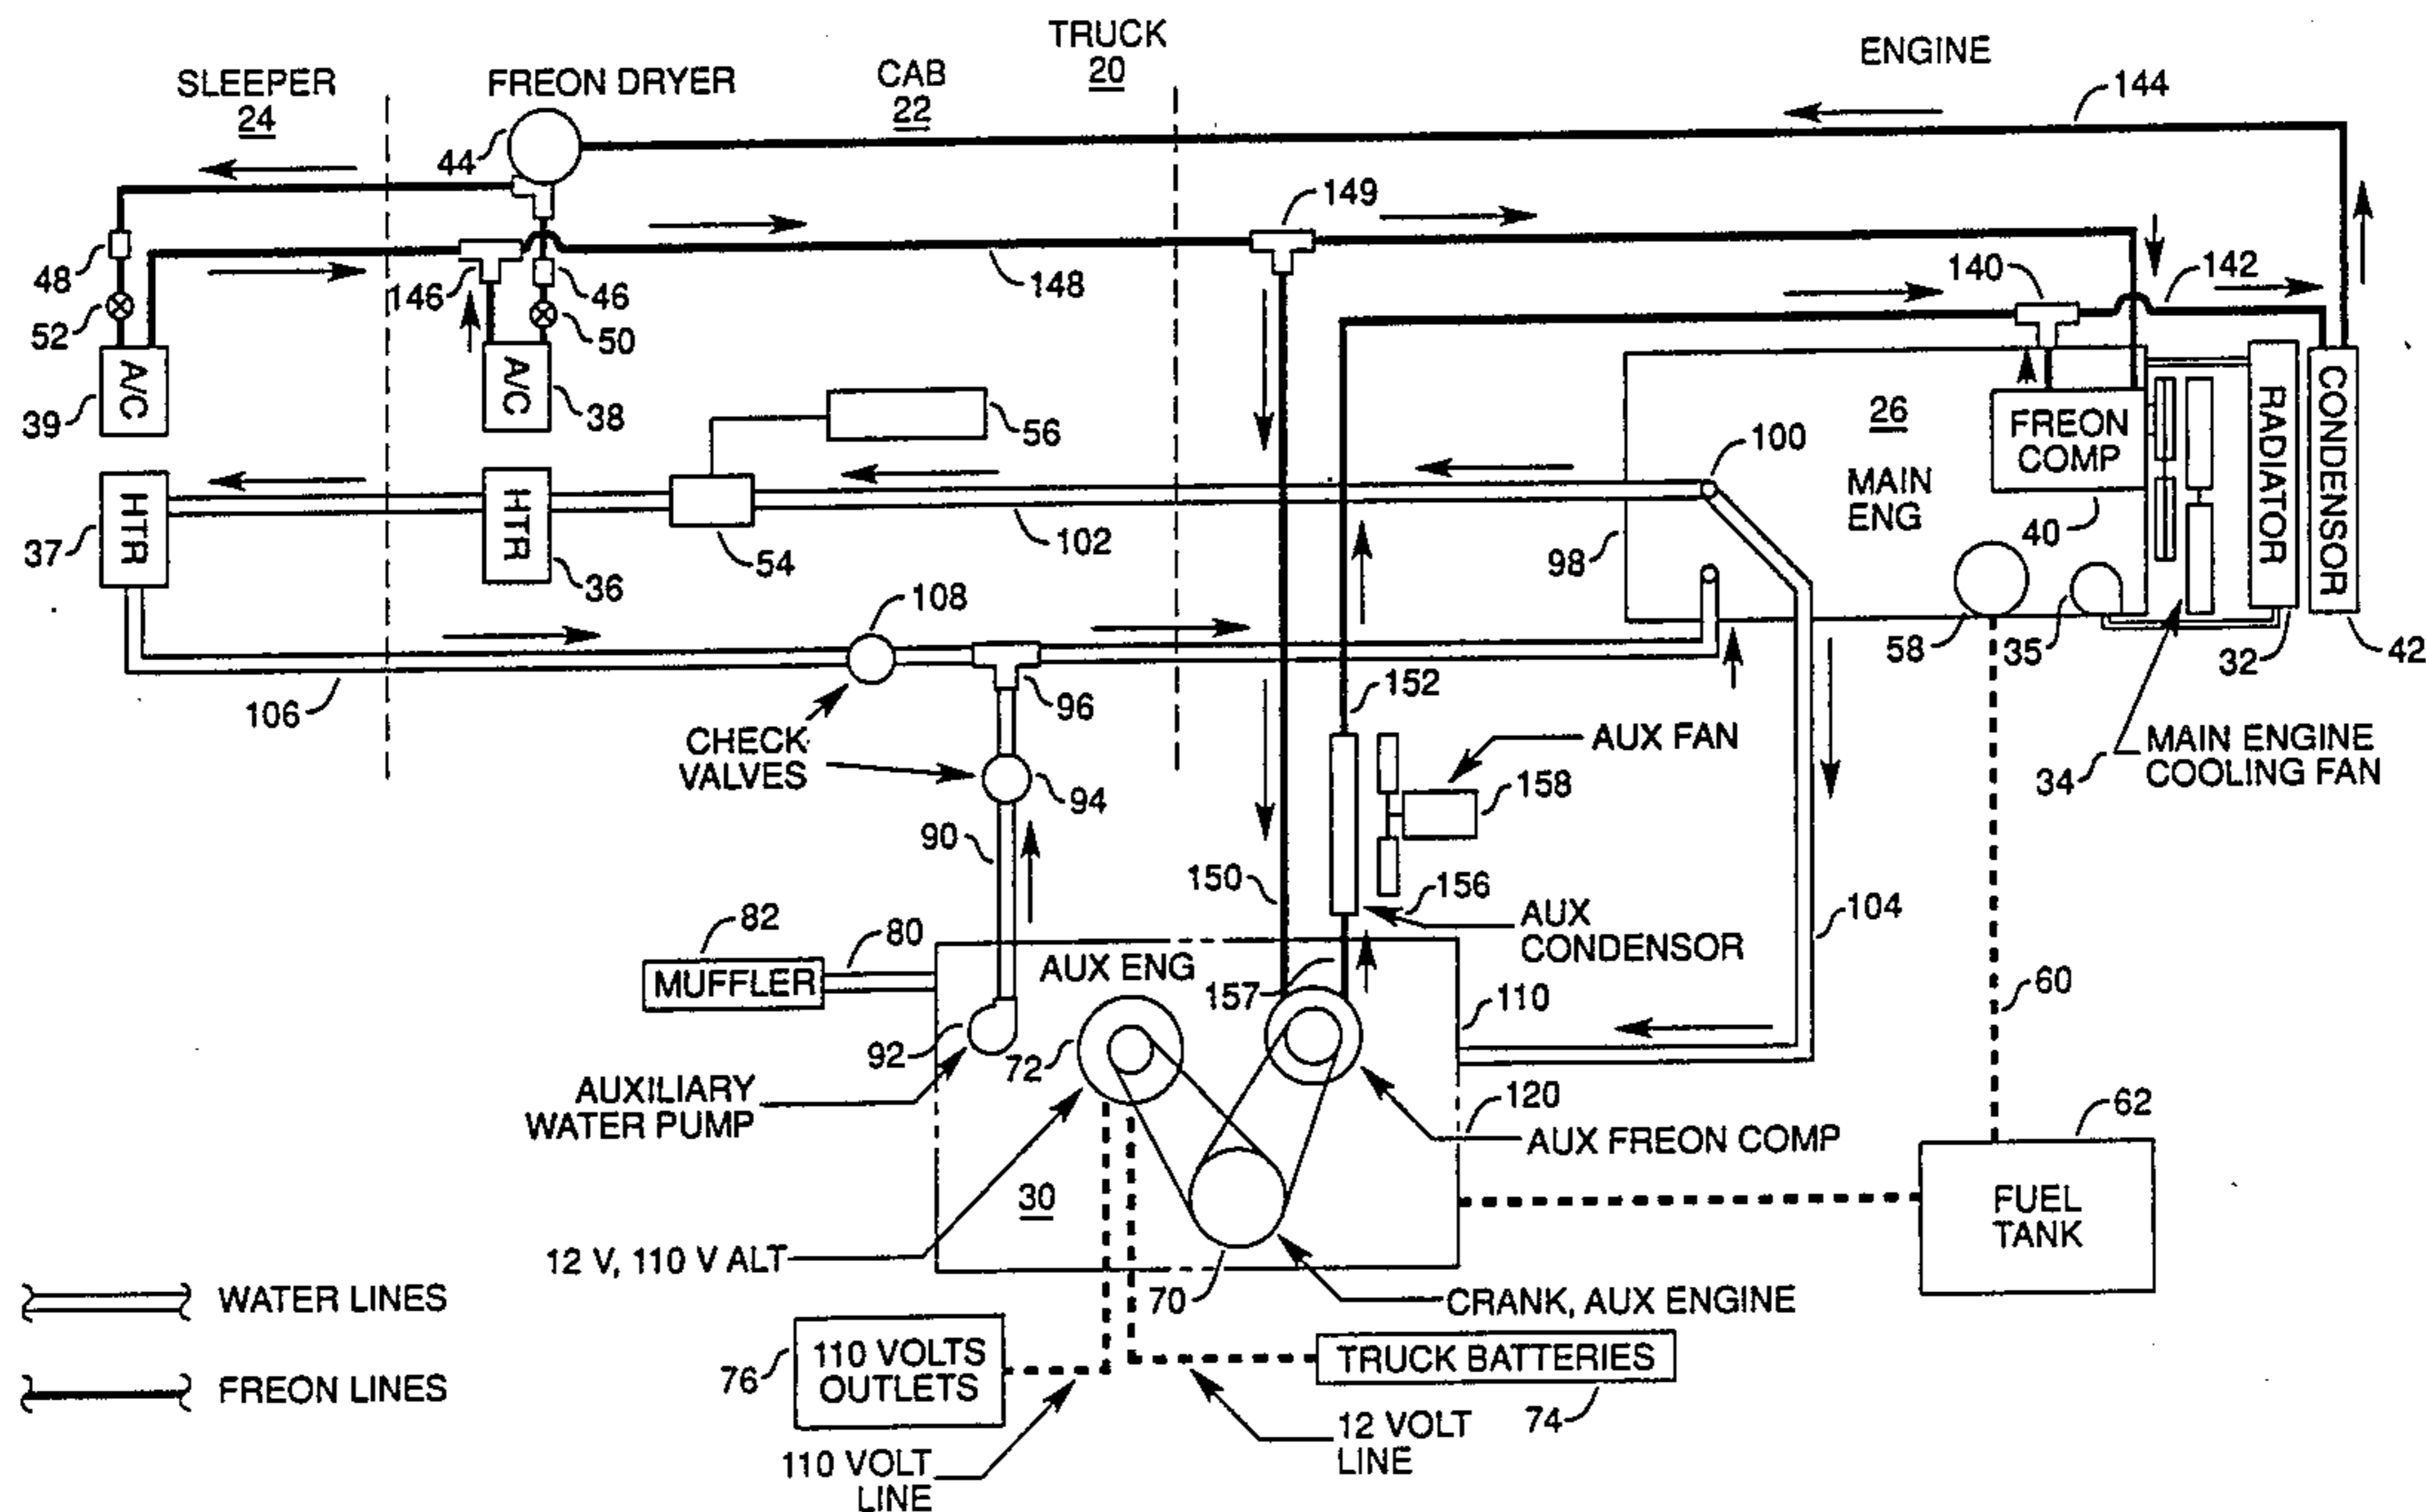 TRUCK
20
ENGINE
SLEEPER
24
FREON DRYER
CAB
22
144
44
149
48
146
46
148
140
142
52
50
A/C
39
A/C
38
56
26
FREON
COMP
RADIATOR
CONDENSOR
100
MAIN
ENG
HTR
37
HTR
36
54
102
98
40
108
58
35
32
42
106
96
152
CHECK
VALVES
94
AUX FAN
158
34
MAIN ENGINE
COOLING FAN
90
150
156
AUX
CONDENSOR
104
82
80
MUFFLER
AUX ENG
157
110
60
92
72
AUXILIARY
WATER PUMP
120
AUX FREON COMP
62
30
FUEL
TANK
12 V, 110 V ALT
70
CRANK, AUX ENGINE
WATER LINES
76
110 VOLTS
OUTLETS
TRUCK BATTERIES
FREON LINES
74
12 VOLT
LINE
110 VOLT
LINE